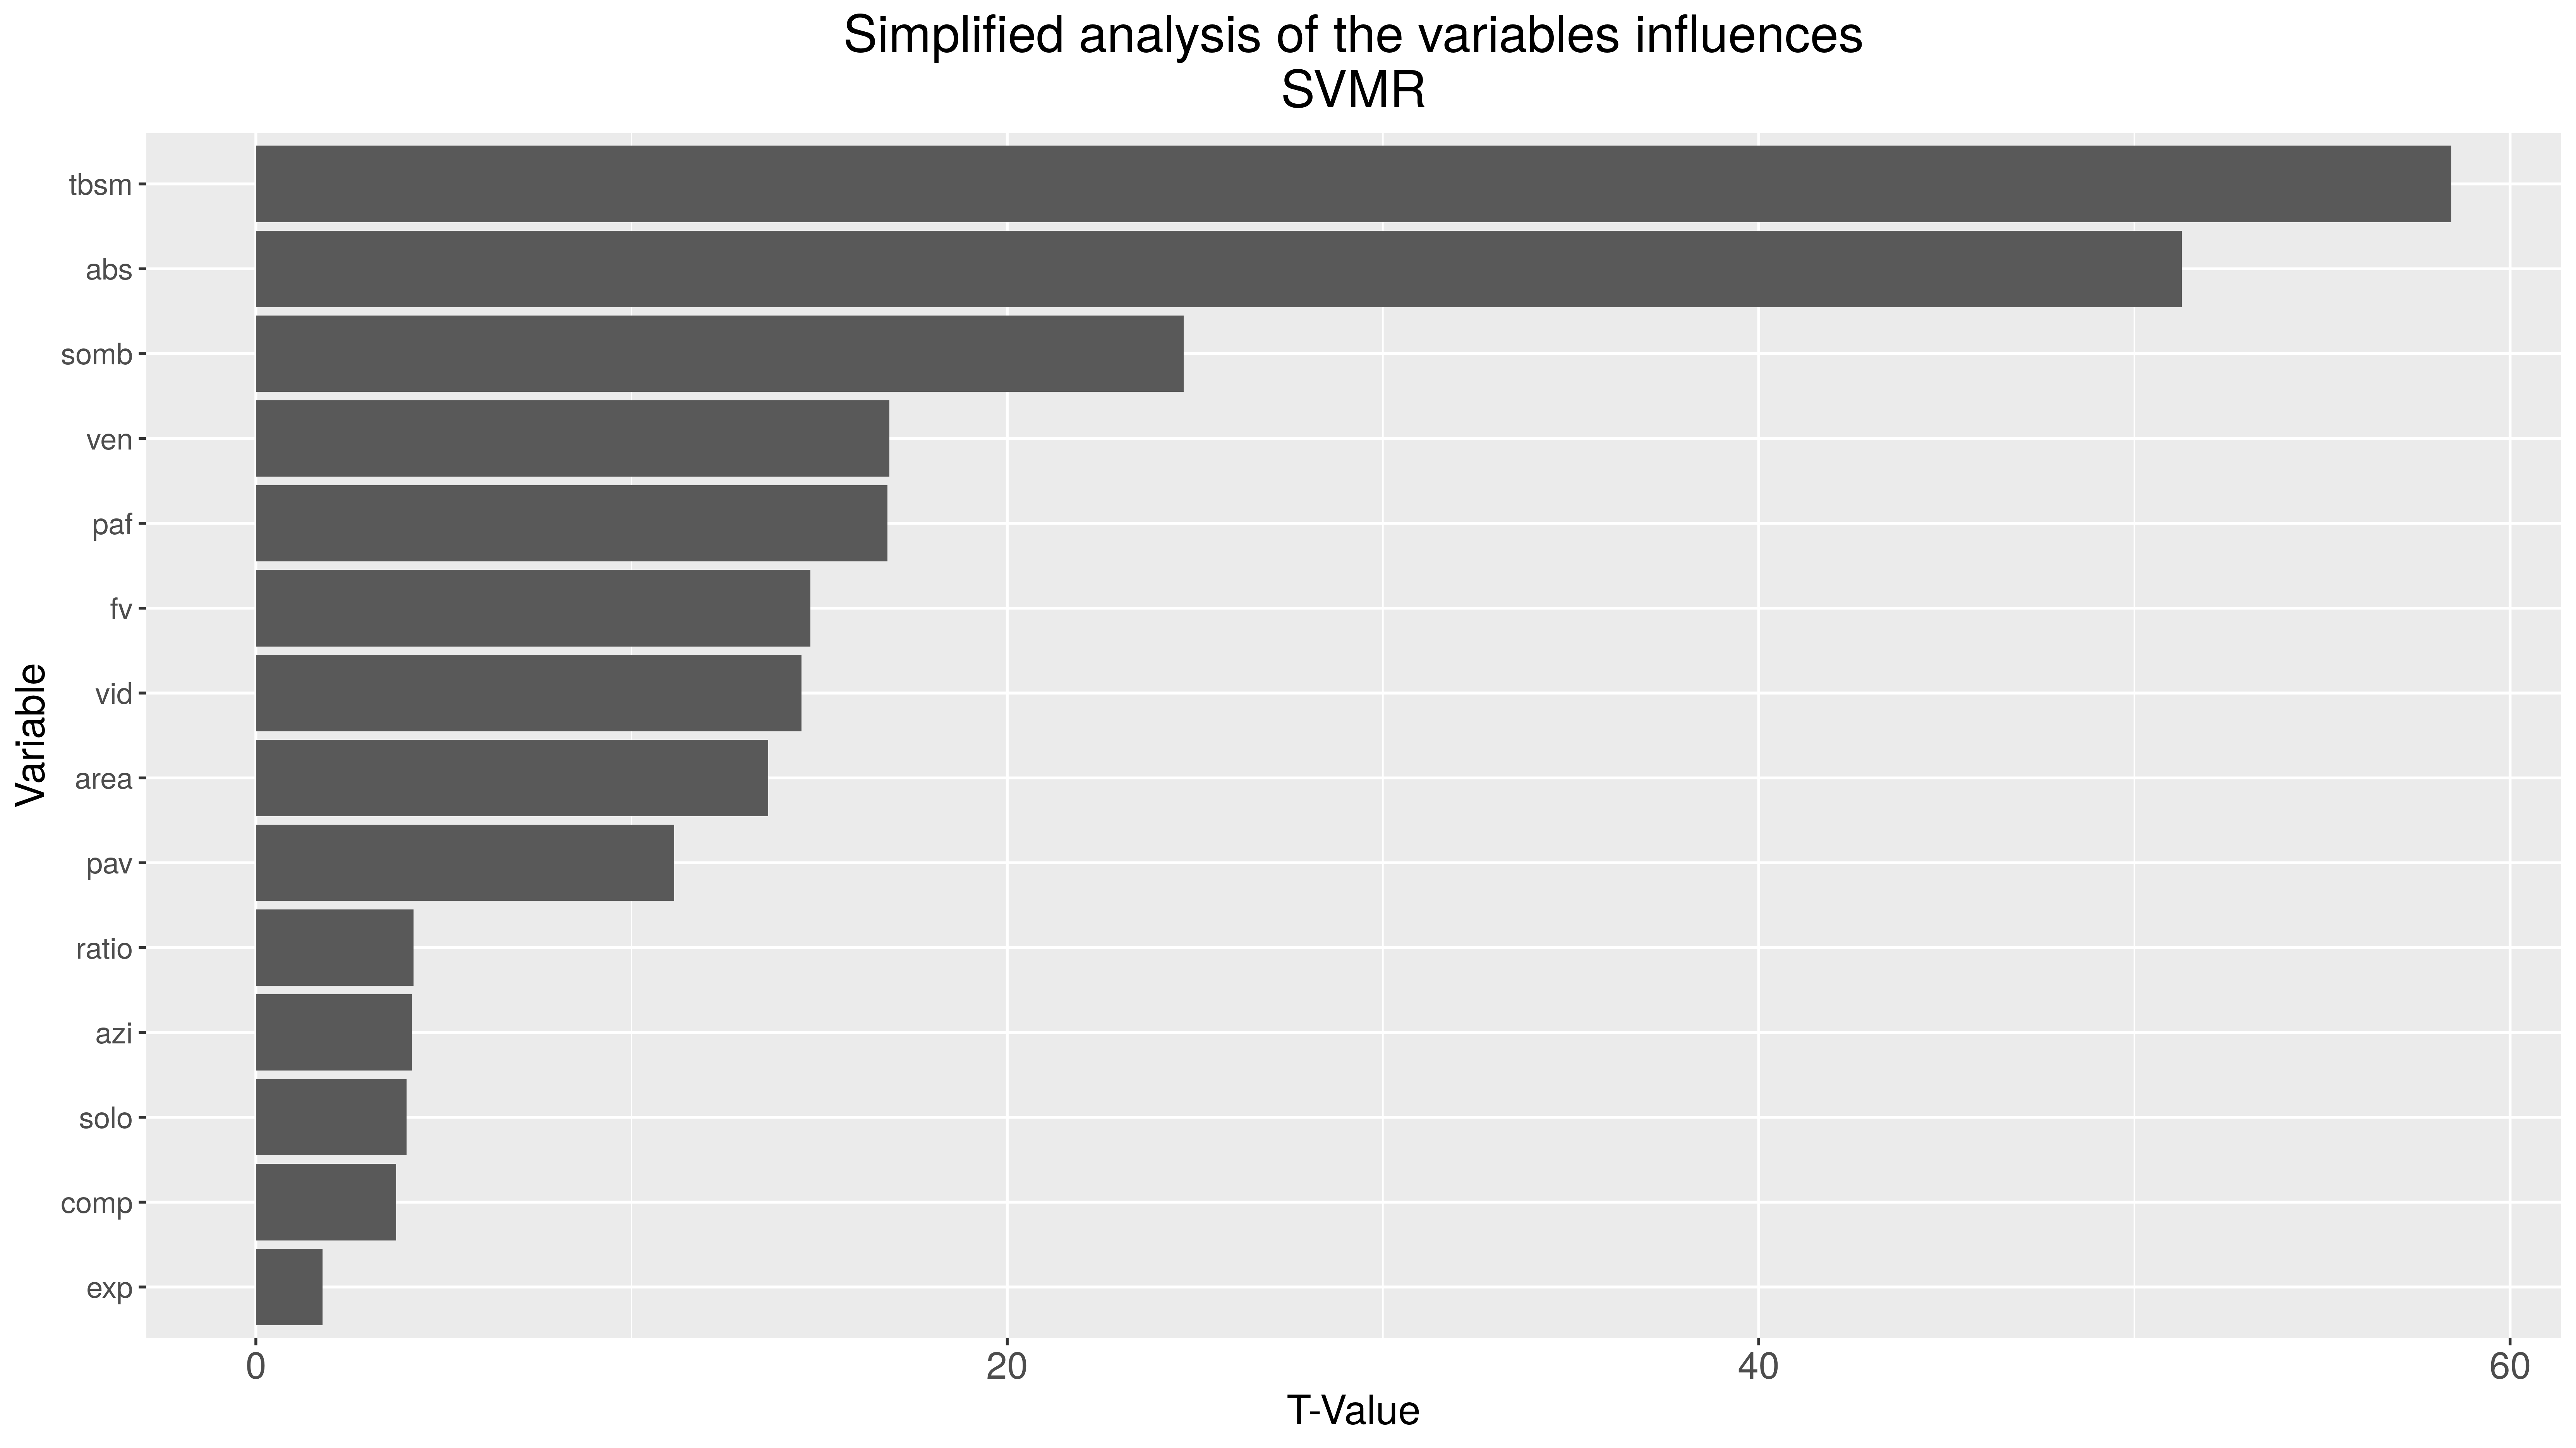 Simplified analysis of the variables influences
SVMR
Variable
tbsm
abs
somb
ven
paf
fv
vid
area
pav
ratio
azi
solo
comp
exp
0 20 40 60
T-Value